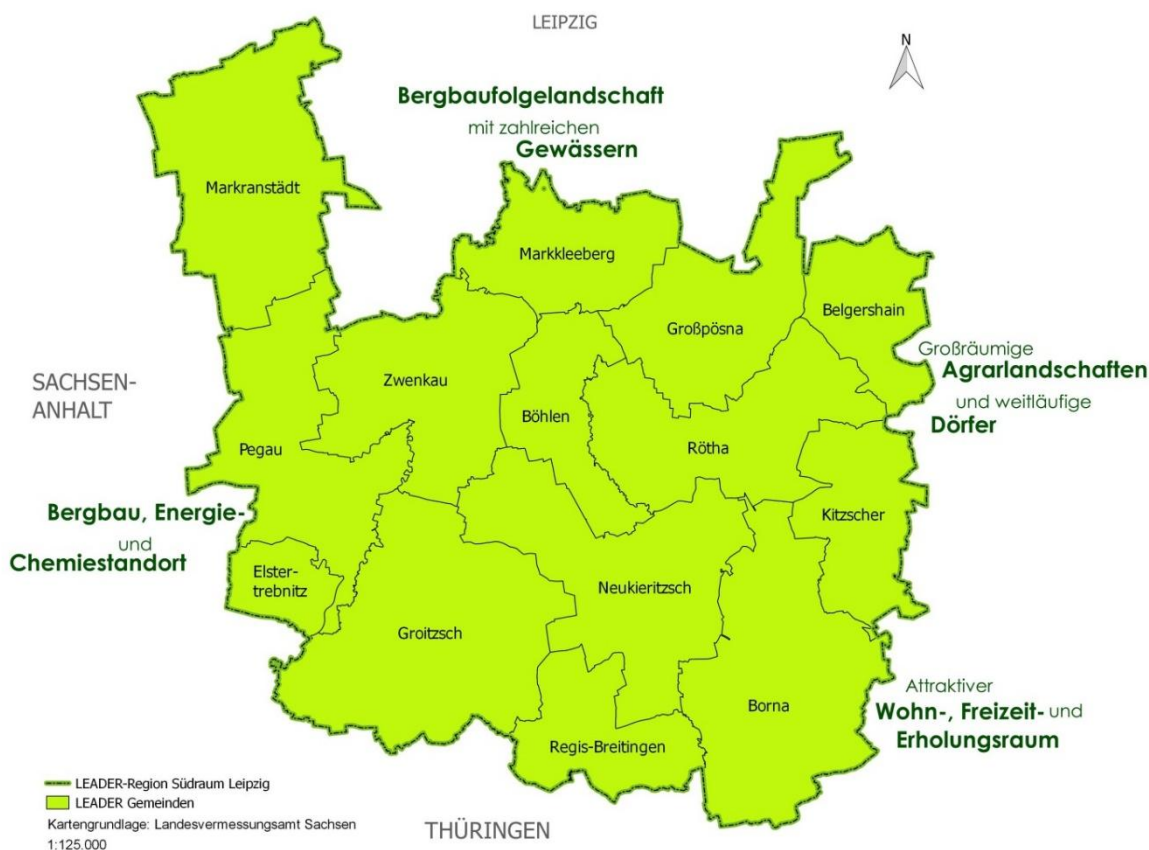 LEIPZIG
N
Bergbaufolgelandschaft
mit zahlreichen
Gewässern
Markranstädt
Markkleeberg
Belgershain
Großpösna
Großräumige
Agrarlandschaften
und weitläufige
Dörfer
SACHSEN-
ANHALT
Zwenkau
Böhlen
Pegau
Rötha
Bergbau, Energie-
und
Chemiestandort
Kitzscher
Elster-
trebnitz
Neukieritzsch
Groitzsch
Attraktiver
Wohn-, Freizeit- und
Erholungsraum
Borna
Regis-Breitingen
LEADER-Region Südraum Leipzig
LEADER Gemeinden
Kartengrundlage: Landesvermessungsamt Sachsen
1:125.000
THÜRINGEN